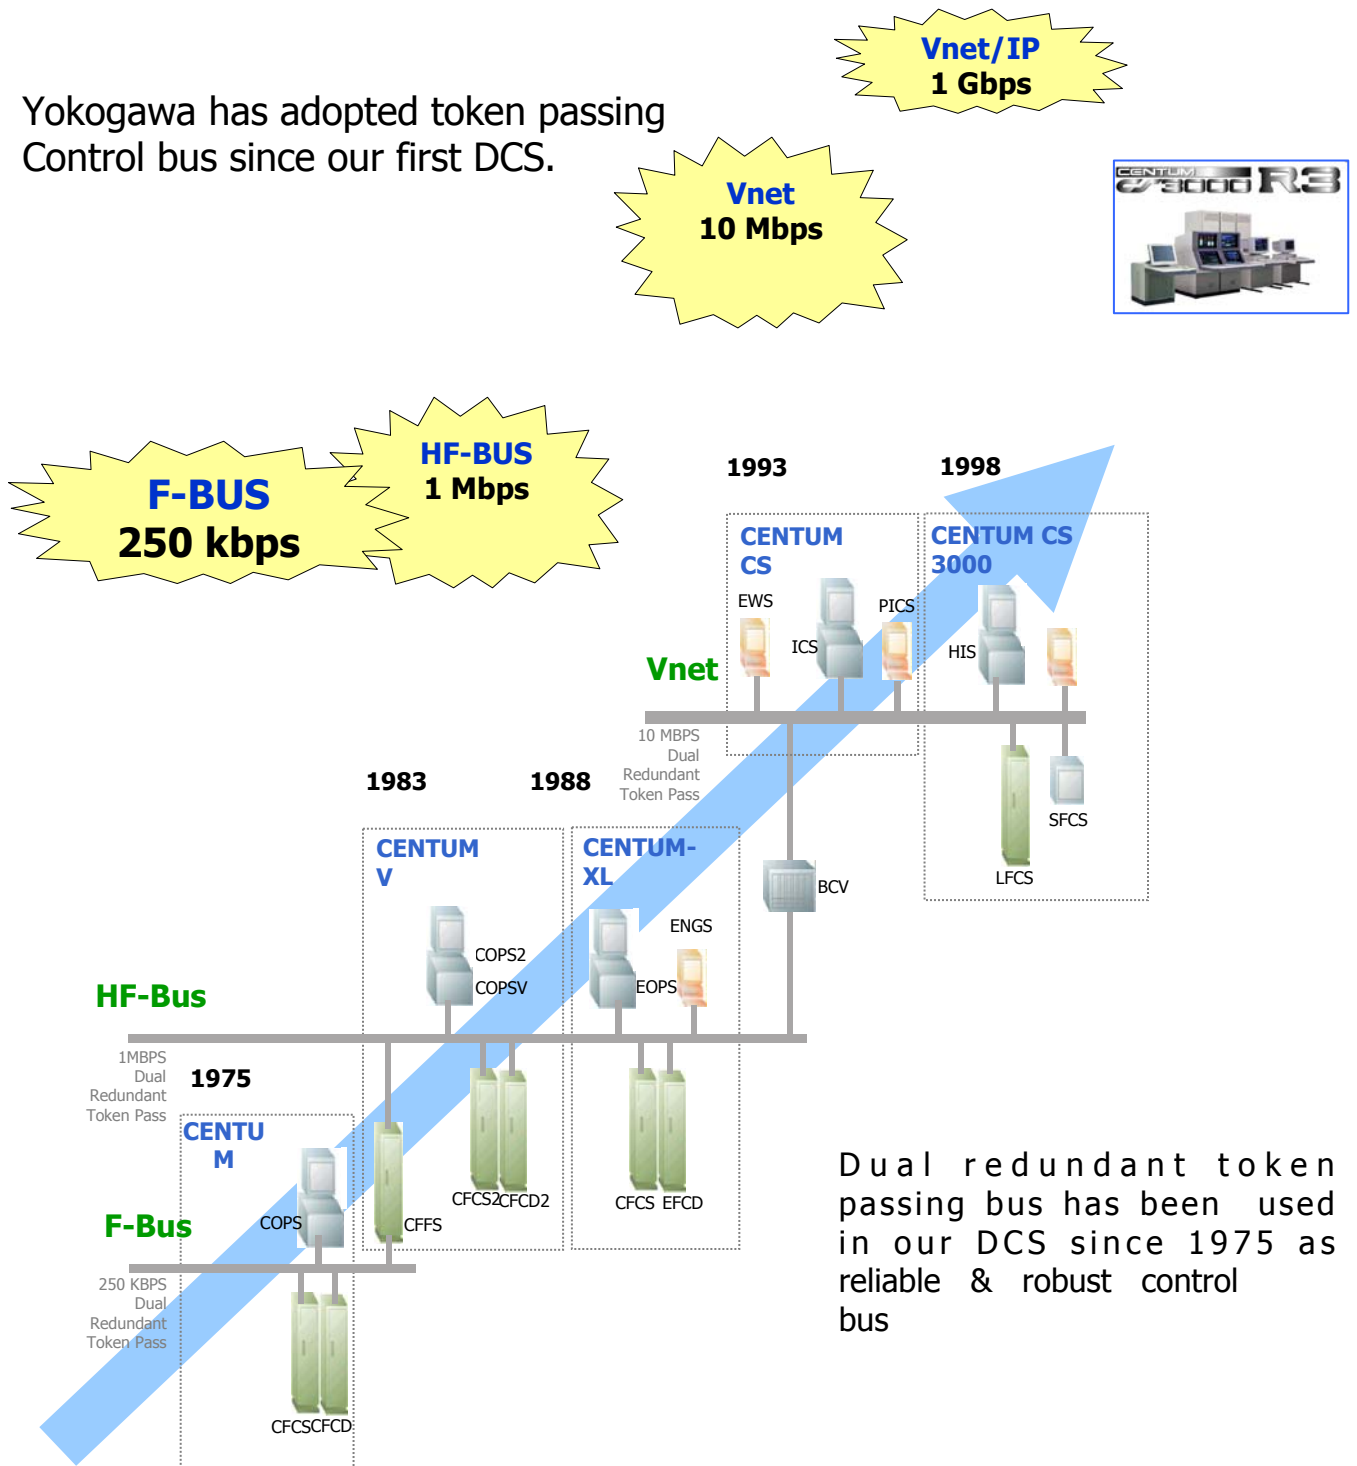 Vnet/IP
1 Gbps
Yokogawa has adopted token passing
Control bus since our first DCS.
Vnet
10 Mbps
CENTUM
CS 3000 R3
HF-BUS
1 Mbps
F-BUS
250 kbps
1993
1998
CENTUM
CS
CENTUM CS
3000
EWS
PICS
ICS
HIS
Vnet
10 MBPS
Dual
Redundant
Token Pass
SFCS
LFCS
1983
1988
CENTUM
V
CENTUM-
XL
BCV
ENGS
COPS2
COPSV
EOPS
HF-Bus
1MBPS
Dual
Redundant
Token Pass
1975
CENTU
M
CFCS2
CFCD2
CFCS
EFCD
COPS
CFFS
F-Bus
250 KBPS
Dual
Redundant
Token Pass
CFCS
CFCD
Dual redundant token
passing bus has been used
in our DCS since 1975 as
reliable & robust control
bus